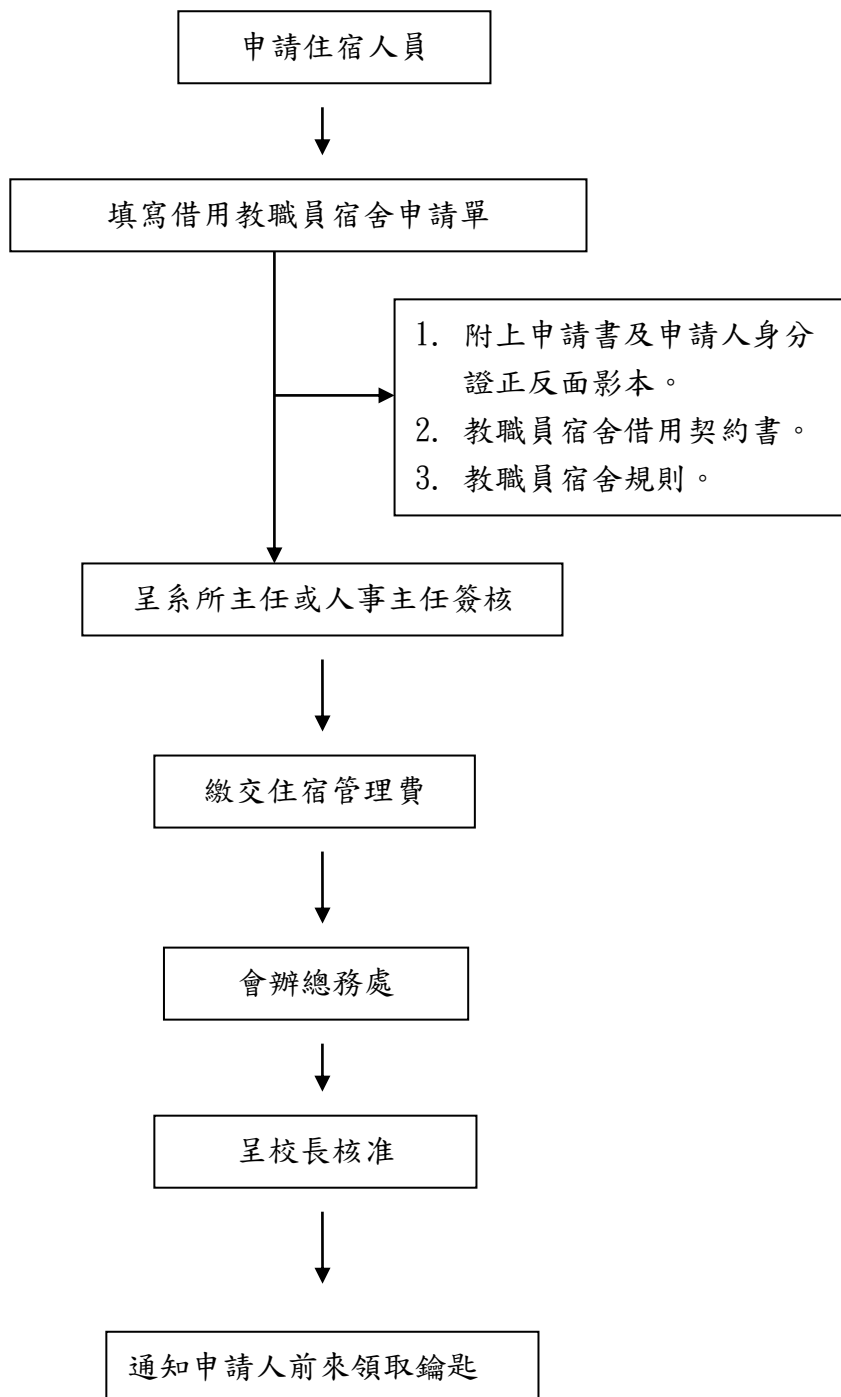 申請住宿人員
填寫借用教職員宿舍申請單
1. 附上申請書及申請人身分
證正反面影本。
2. 教職員宿舍借用契約書。
3. 教職員宿舍規則。
呈系所主任或人事主任簽核
繳交住宿管理費
會辦總務處
呈校長核准
通知申請人前來領取鑰匙